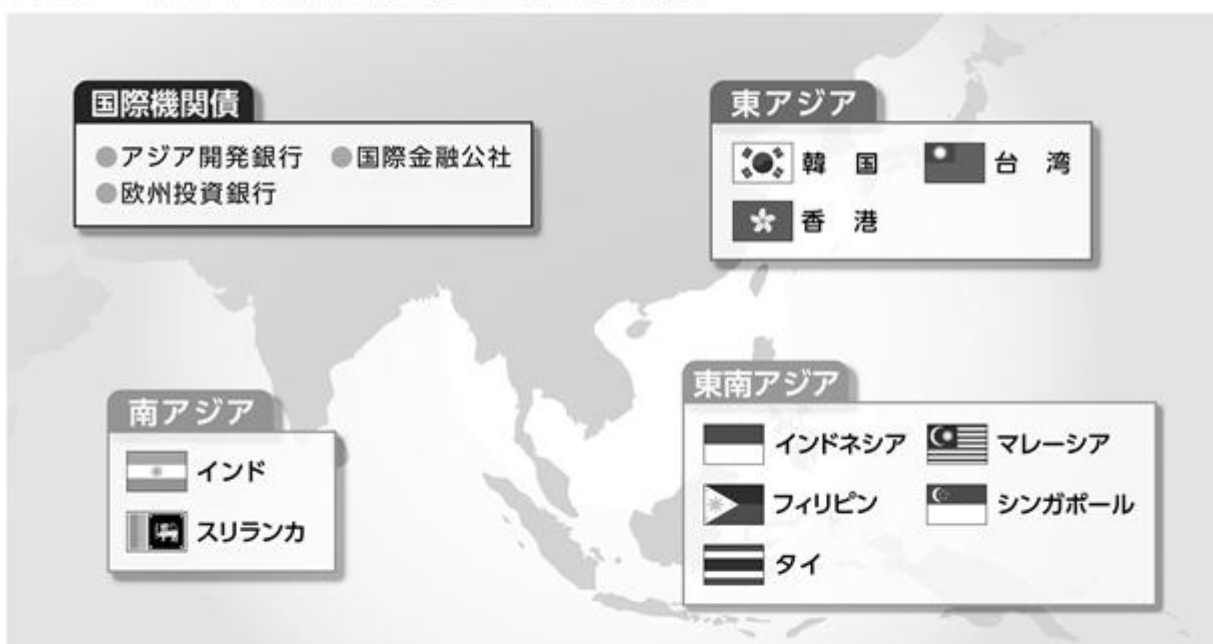 国際機関債
●アジア開発銀行 ●国際金融公社
●欧州投資銀行
東アジア
韓 国 台 湾
香 港
南アジア
インド
スリランカ
東南アジア
インドネシア マレーシア
フィリピン シンガポール
タイ